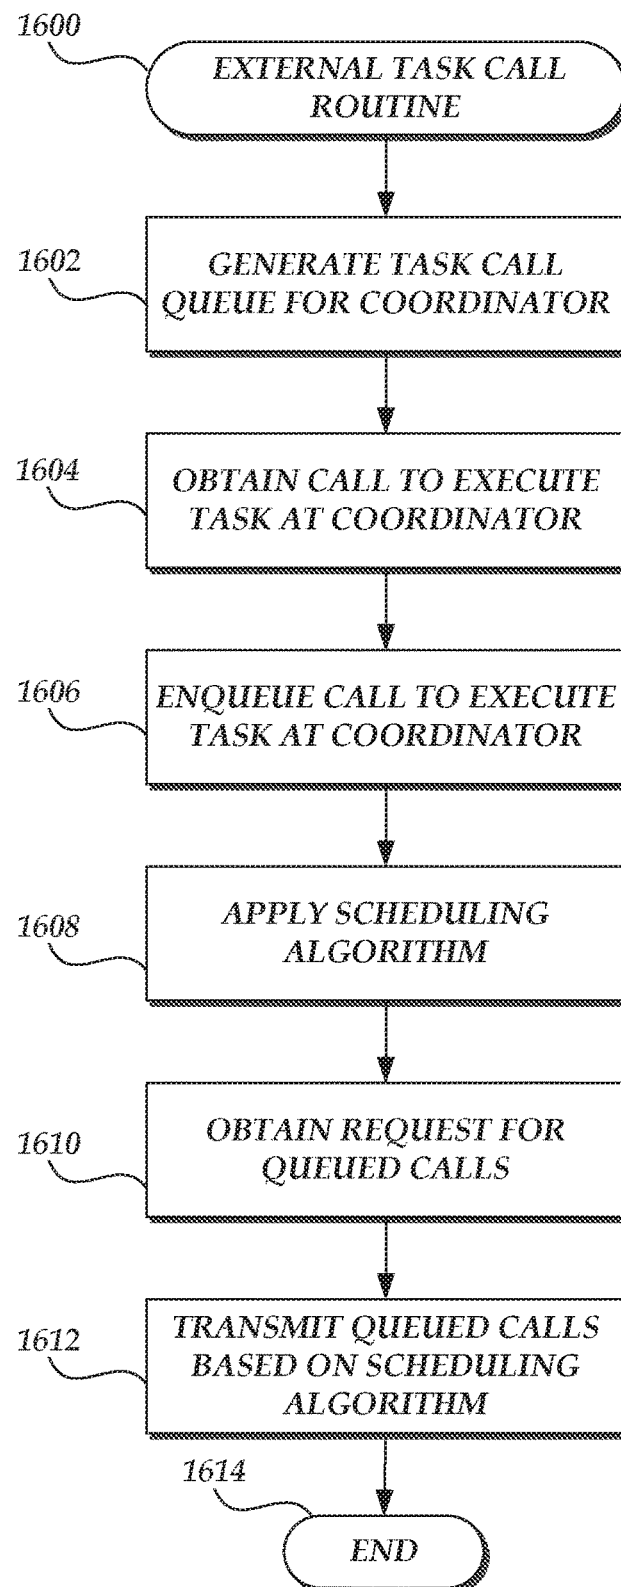 1600
EXTERNAL TASK CALL
ROUTINE
1602
GENERATE TASK CALL
QUEUE FOR COORDINATOR
1604
OBTAIN CALL TO EXECUTE
TASK AT COORDINATOR
1606
ENQUEUE CALL TO EXECUTE
TASK AT COORDINATOR
1608
APPLY SCHEDULING
ALGORITHM
1610
OBTAIN REQUEST FOR
QUEUED CALLS
1612
TRANSMIT QUEUED CALLS
BASED ON SCHEDULING
ALGORITHM
1614
END